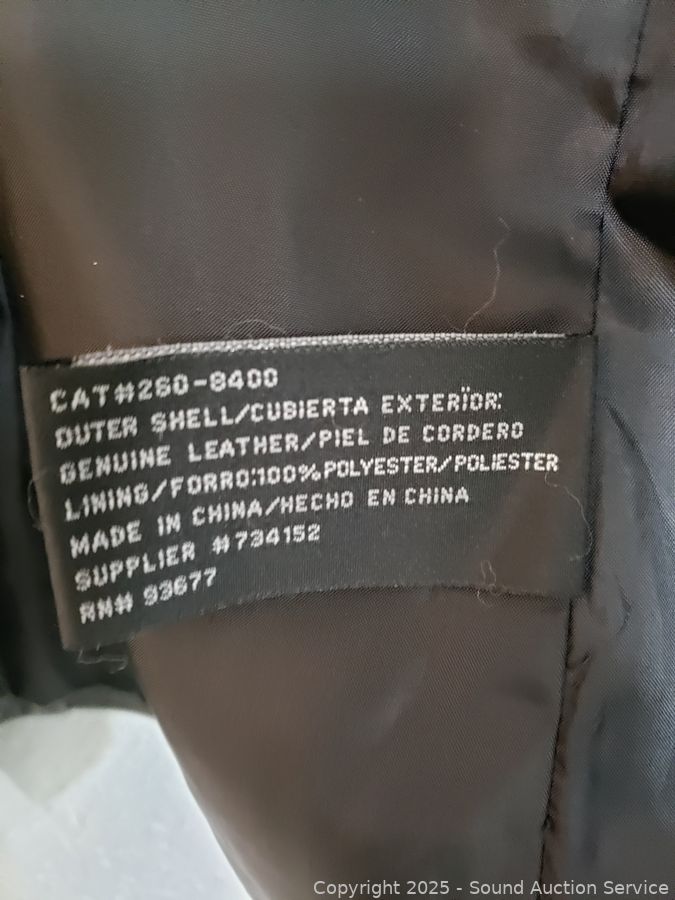 CAT#260-8400
OUTER SHELL/CUBIERTA EXTERÏOR:
GENUINE LEATHER/PIEL DE CORDERO
LINING/FORRO:100%POLYESTER/POLIESTER
MADE IN CHINA/HECHO EN CHINA
SUPPLIER #734152
RN# 93677
Copyright 2025 - Sound Auction Service